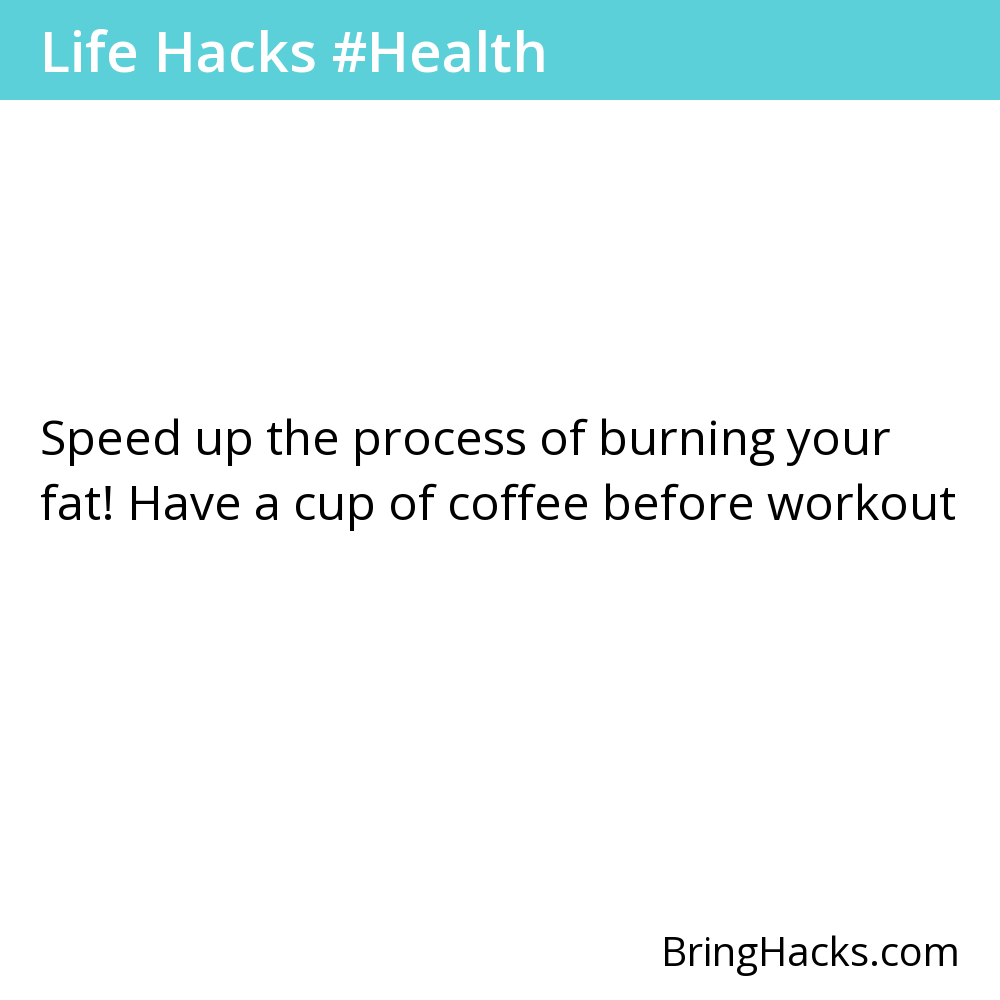 Life Hacks #Health
Speed up the process of burning your
fat! Have a cup of coffee before workout
BringHacks.com